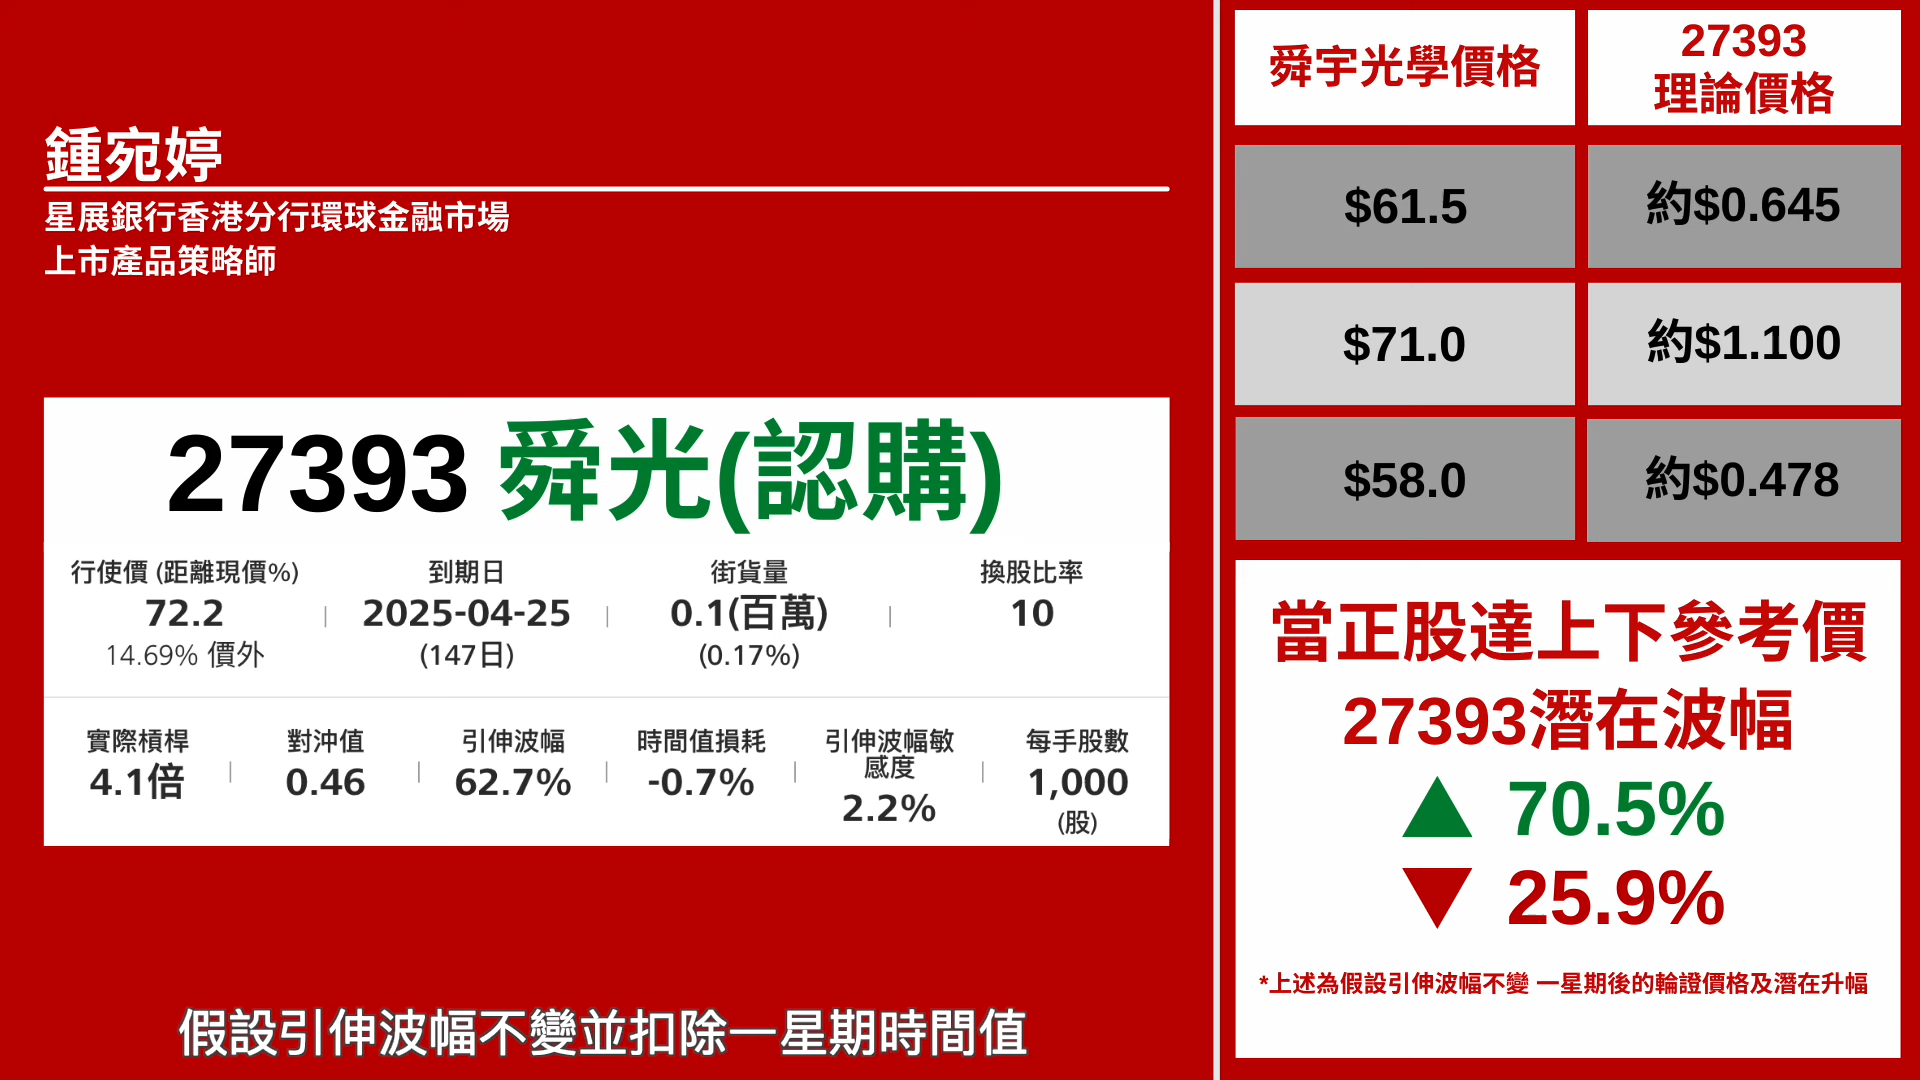 鍾宛婷
星展銀行香港分行環球金融市場
上市產品策略師
27393 舜光(認購)
行使價 (距離現價%)
72.2
14.69% 價外
到期日
2025-04-25
(147日)
街貨量
0.1(百萬)
(0.17%)
換股比率
10
實際槓桿
4.1倍
對沖值
0.46
引伸波幅
62.7%
時間值損耗
-0.7%
引伸波幅敏
感度
2.2%
每手股數
1,000
(股)
假設引伸波幅不變並扣除一星期時間值
舜宇光學價格
27393
理論價格
$61.5
約$0.645
$71.0
約$1.100
$58.0
約$0.478
當正股達上下參考價
27393潛在波幅
▲ 70.5%
▼ 25.9%
*上述為假設引伸波幅不變 一星期後的輪證價格及潛在升幅